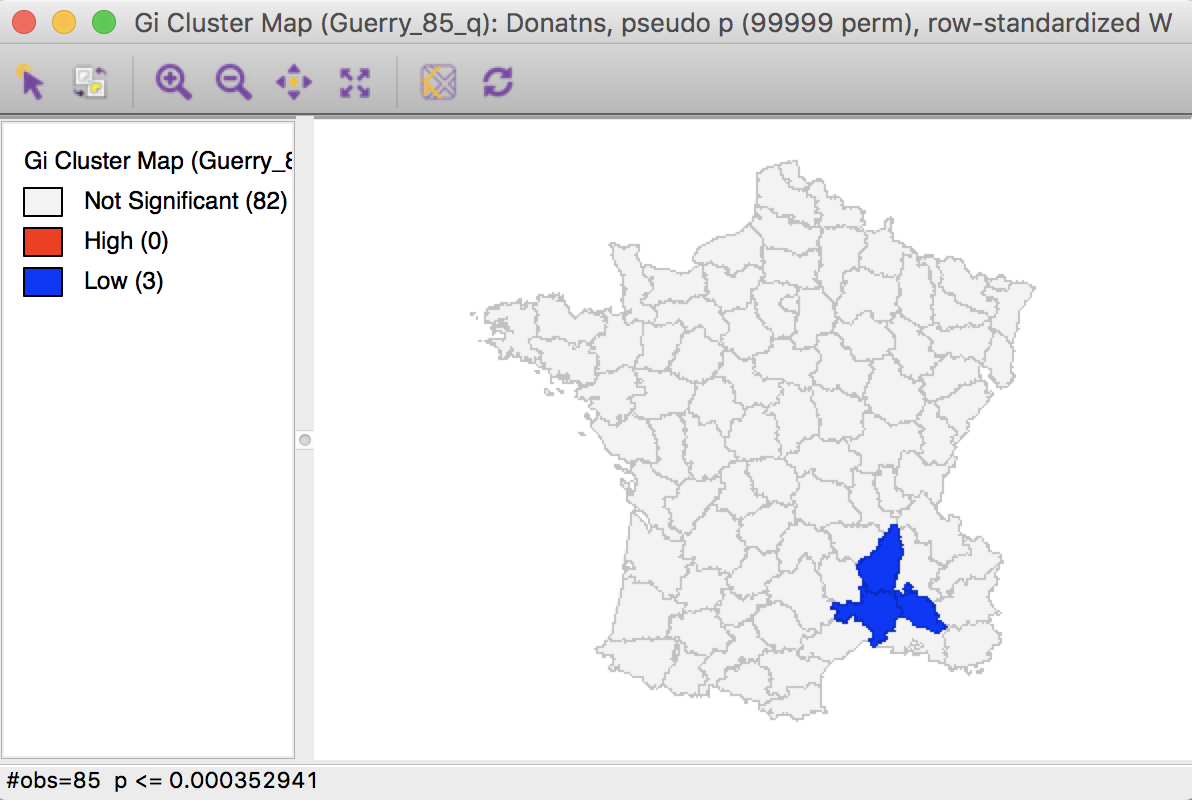 Gi Cluster Map (Guerry_85_q): Donatns, pseudo p (99999 perm), row-standardized W
Gi Cluster Map (Guerry_8
Not Significant (82)
High (0)
Low (3)
#obs=85 p <= 0.000352941